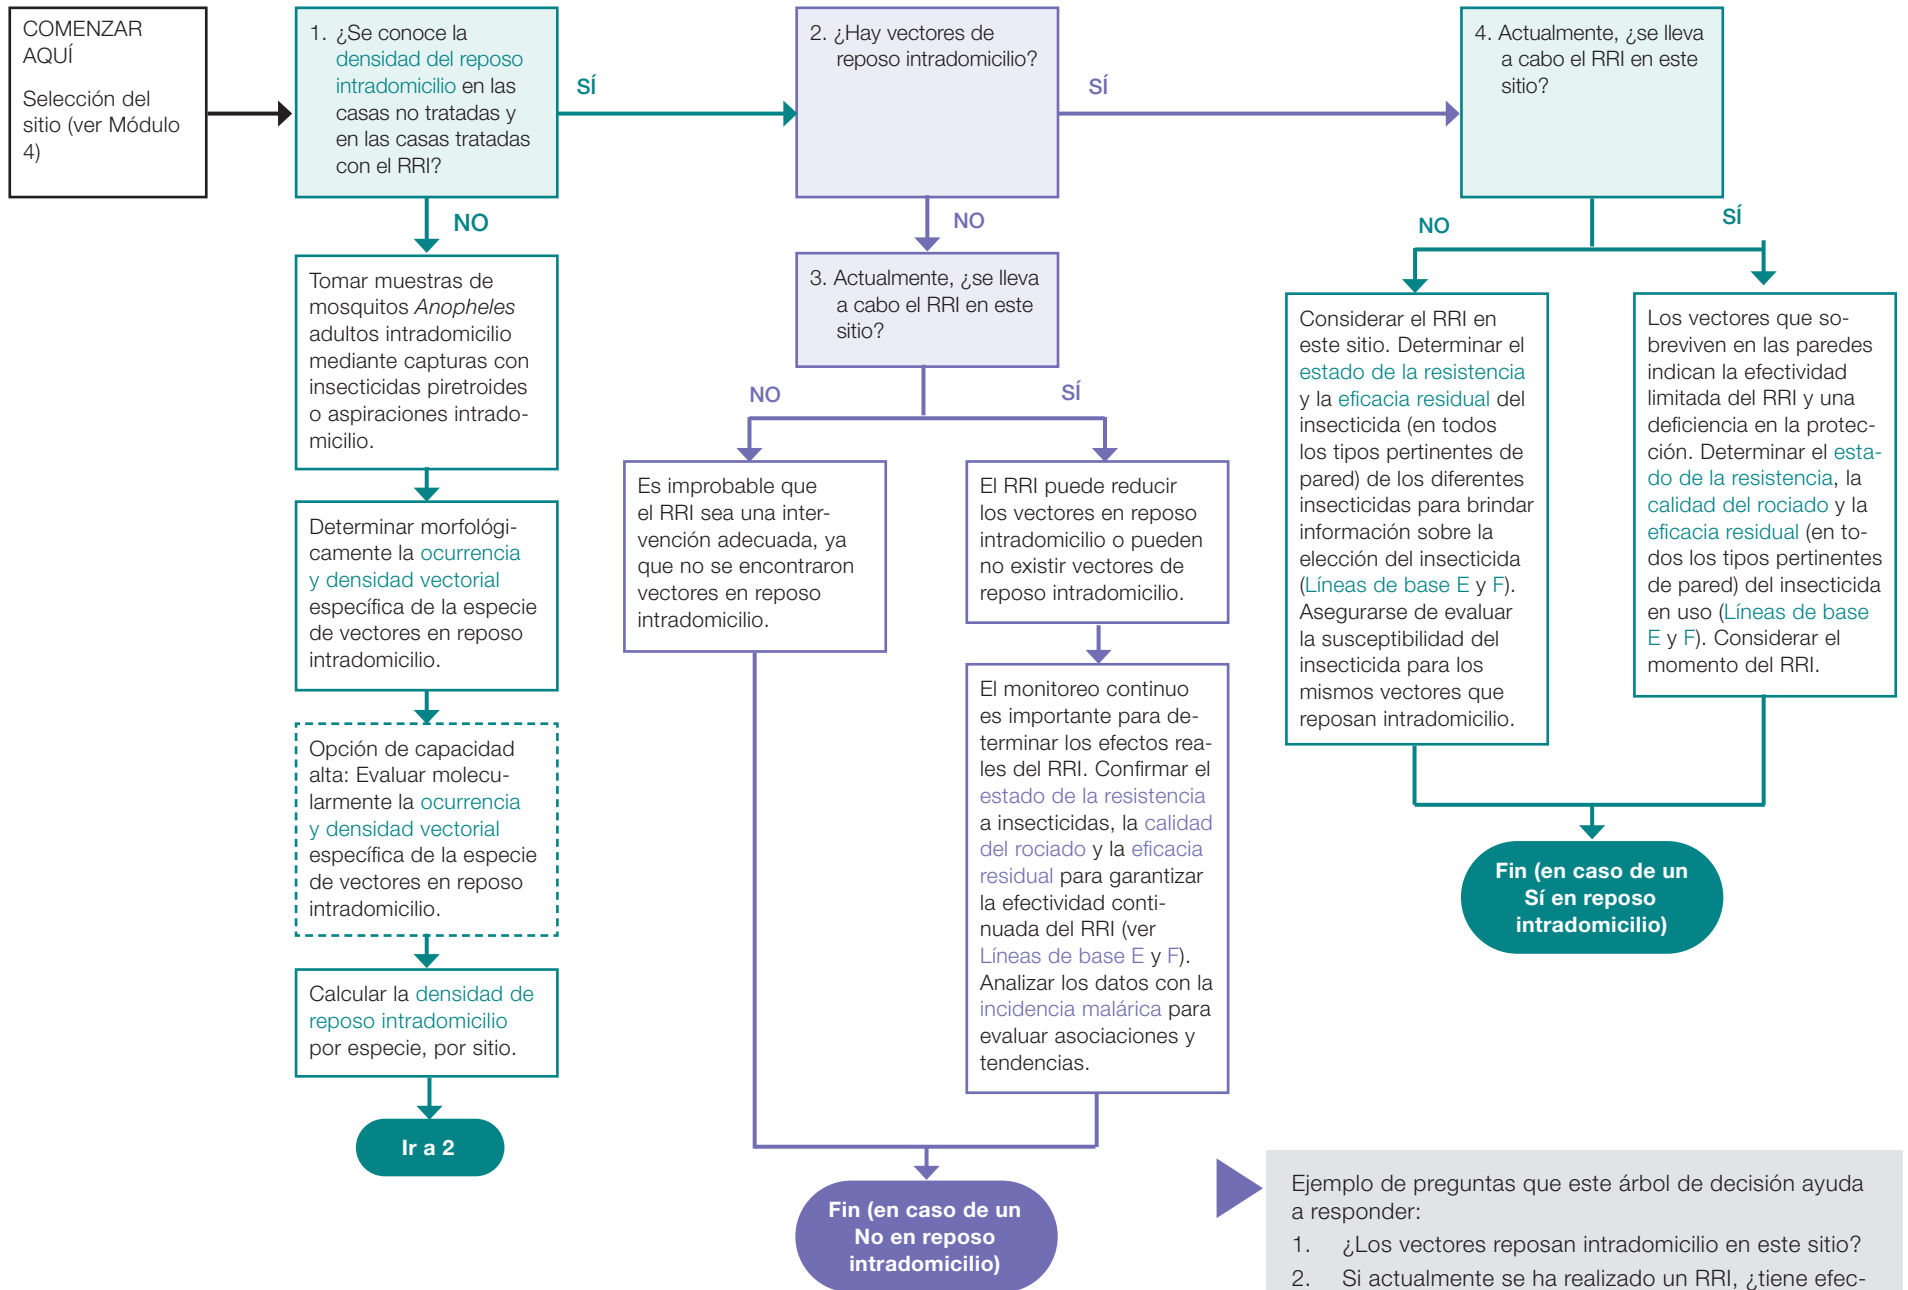 COMENZAR
AQUÍ
Selección del
sitio (ver Módulo
4)
1. ¿Se conoce la
densidad del reposo
intradomicilio en las
casas no tratadas y
en las casas tratadas
con el RRI?
SÍ
NO
Tomar muestras de
mosquitos Anopheles
adultos intradomicilio
mediante capturas con
insecticidas piretroides
o aspiraciones intrado-
micilio.
Determinar morfológi-
camente la ocurrencia
y densidad vectorial
específica de la especie
de vectores en reposo
intradomicilio.
Opción de capacidad
alta: Evaluar molecu-
larmente la ocurrencia
y densidad vectorial
específica de la especie
de vectores en reposo
intradomicilio.
Calcular la densidad de
reposo intradomicilio
por especie, por sitio.
Ir a 2
2. ¿Hay vectores de
reposo intradomicilio?
SÍ
NO
3. Actualmente, ¿se lleva
a cabo el RRI en este
sitio?
NO
SÍ
Es improbable que
el RRI sea una inter-
vención adecuada, ya
que no se encontraron
vectores en reposo
intradomicilio.
El RRI puede reducir
los vectores en reposo
intradomicilio o pueden
no existir vectores de
reposo intradomicilio.
El monitoreo continuo
es importante para de-
terminar los efectos rea-
les del RRI. Confirmar el
estado de la resistencia
a insecticidas, la calidad
del rociado y la eficacia
residual para garantizar
la efectividad conti-
nuada del RRI (ver
Líneas de base E y F).
Analizar los datos con la
incidencia malárica para
evaluar asociaciones y
tendencias.
Fin (en caso de un
No en reposo
intradomicilio)
4. Actualmente, ¿se lleva
a cabo el RRI en este
sitio?
NO
SÍ
Considerar el RRI en
este sitio. Determinar el
estado de la resistencia
y la eficacia residual del
insecticida (en todos
los tipos pertinentes de
pared) de los diferentes
insecticidas para brindar
información sobre la
elección del insecticida
(Líneas de base E y F).
Asegurarse de evaluar
la susceptibilidad del
insecticida para los
mismos vectores que
reposan intradomicilio.
Los vectores que so-
breviven en las paredes
indican la efectividad
limitada del RRI y una
deficiencia en la protec-
ción. Determinar el esta-
do de la resistencia, la
calidad del rociado y la
eficacia residual (en to-
dos los tipos pertinentes
de pared) del insecticida
en uso (Líneas de base
E y F). Considerar el
momento del RRI.
Fin (en caso de un
Sí en reposo
intradomicilio)
Ejemplo de preguntas que este árbol de decisión ayuda
a responder:
1. ¿Los vectores reposan intradomicilio en este sitio?
2. Si actualmente se ha realizado un RRI, ¿tiene efec-